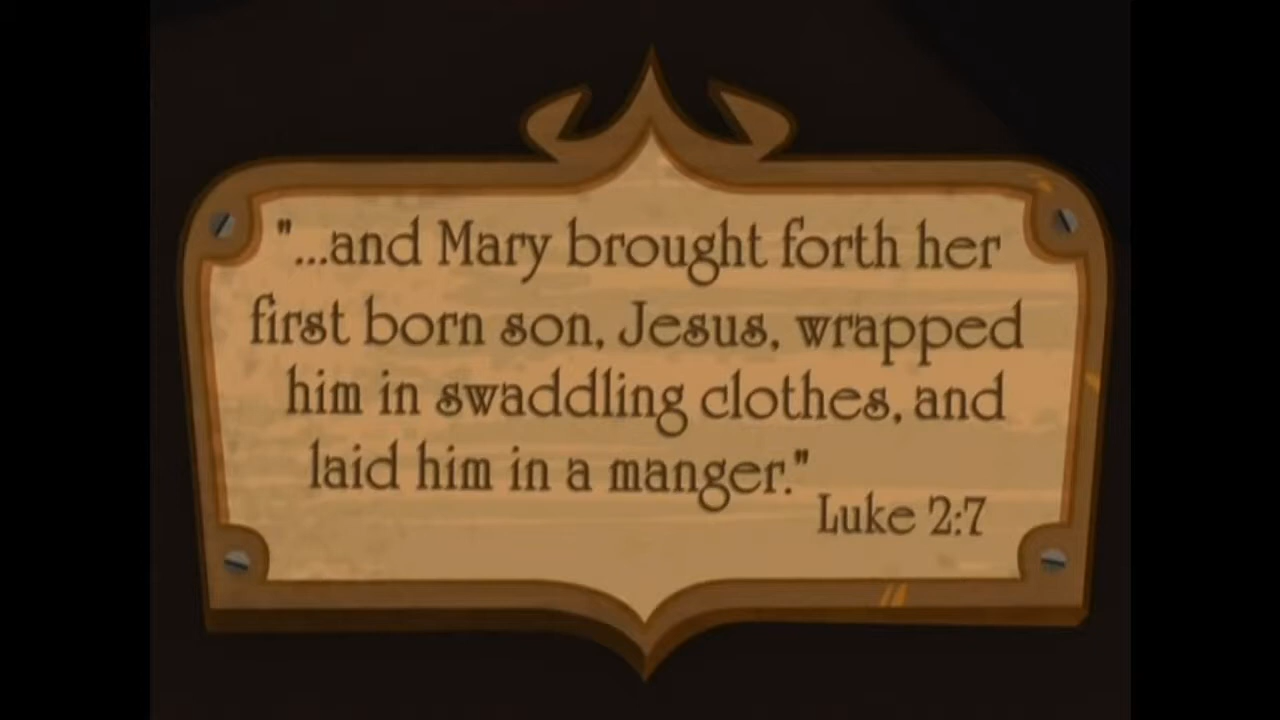 "...and Mary brought forth her
first born son, Jesus, wrapped
him in swaddling clothes, and
laid him in a manger."
Luke 2:7